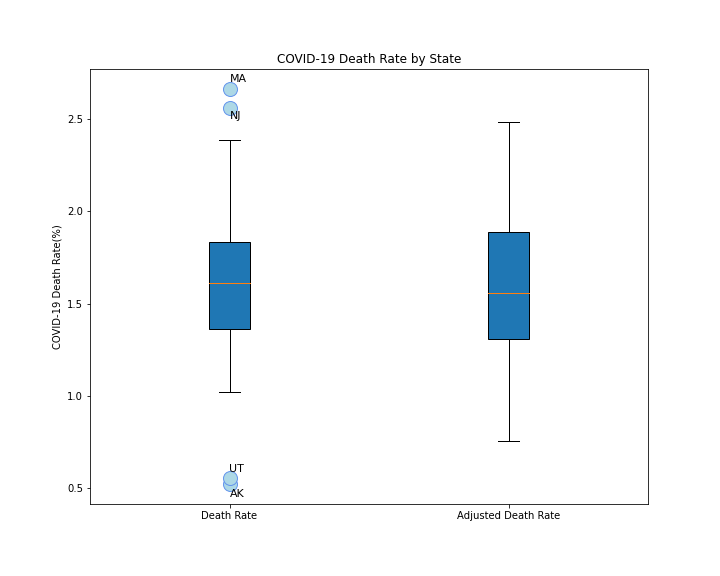 COVID-19 Death Rate by State
COVID-19 Death Rate(%)
2.5
2.0
1.5
1.0
0.5
MA
NJ
UT
AK
Death Rate
Adjusted Death Rate